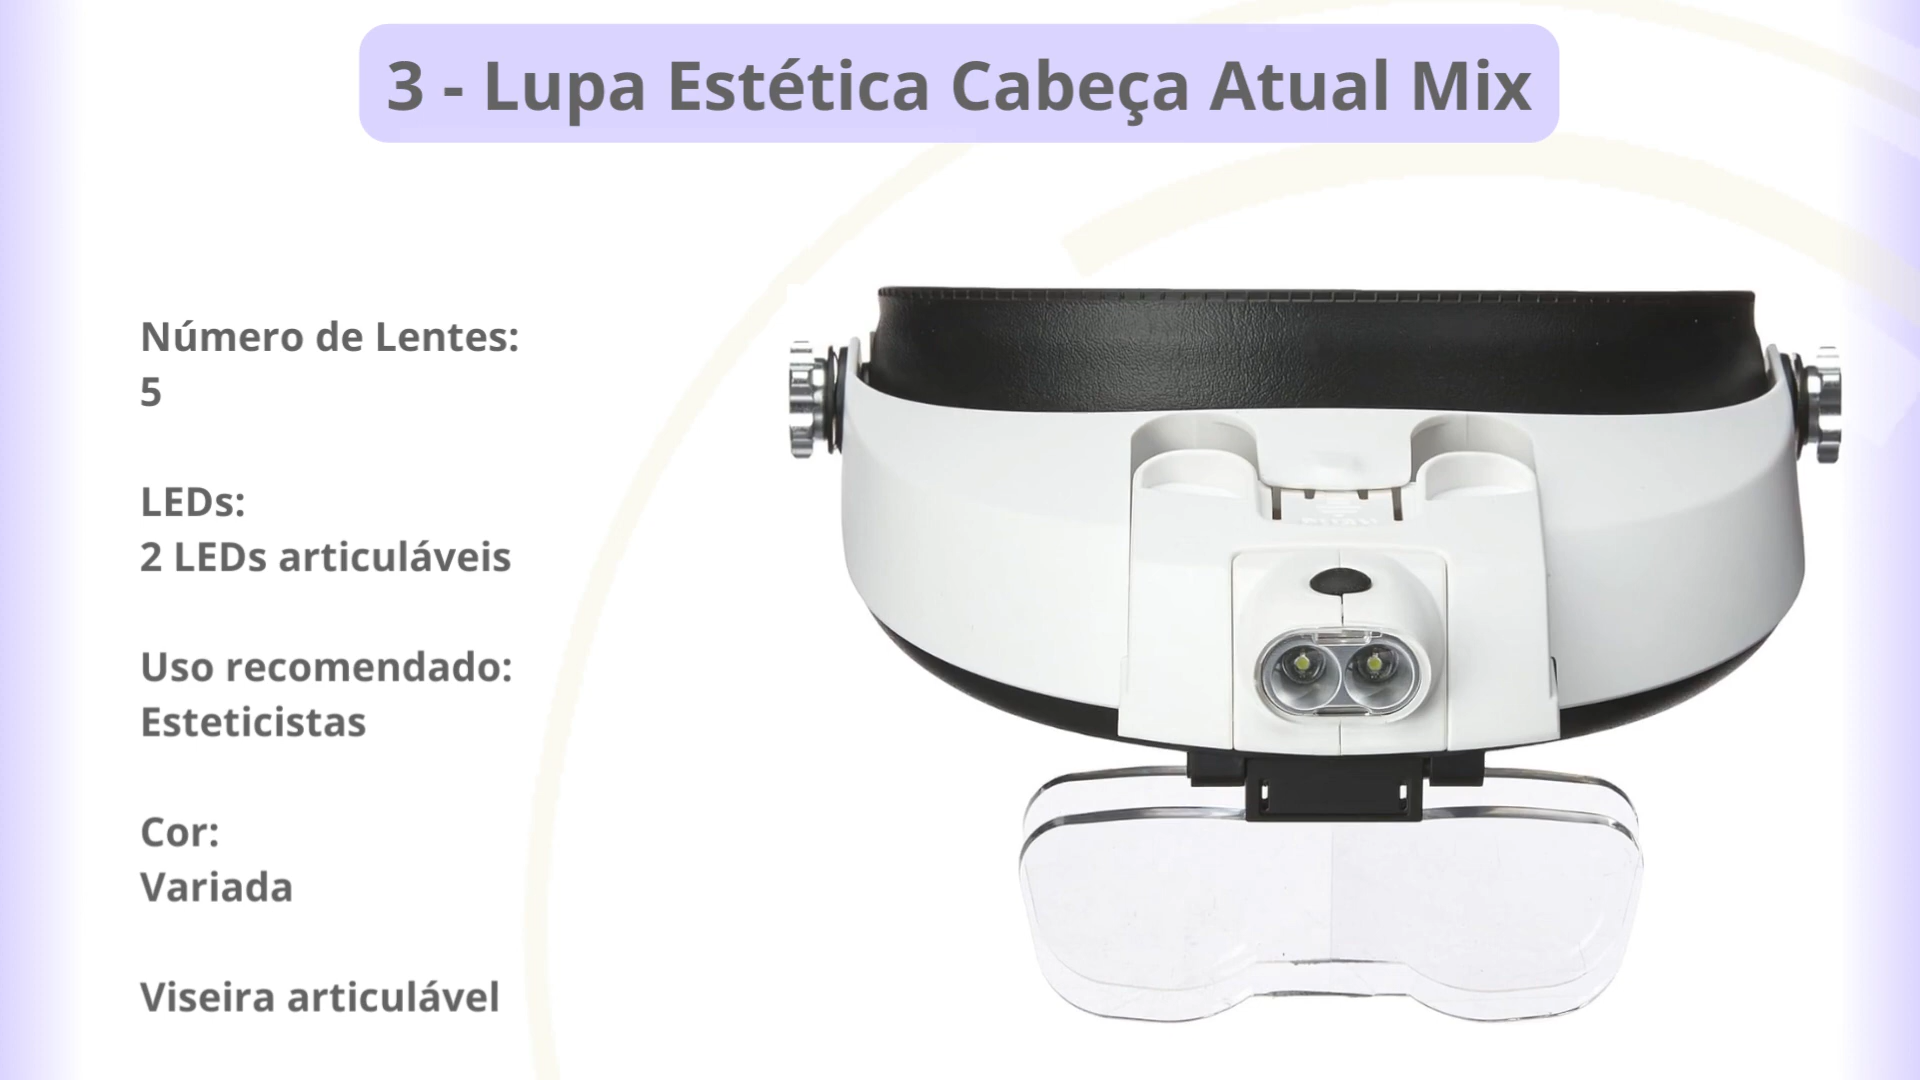 3 - Lupa Estética Cabeça Atual Mix
Número de Lentes:
5
LEDs:
2 LEDs articuláveis
Uso recomendado:
Esteticistas
Cor:
Variada
Viseira articulável